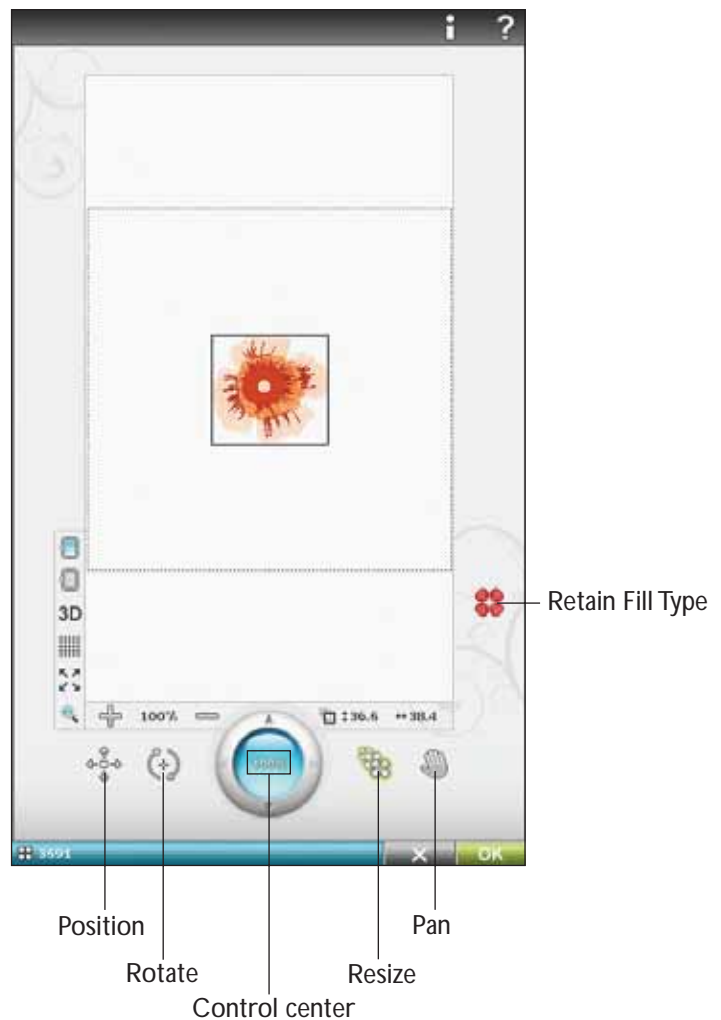 i ?
3D
100% 36.6 38.4
3591
X OK
Retain Fill Type
Position
Rotate
Control center
Resize
Pan